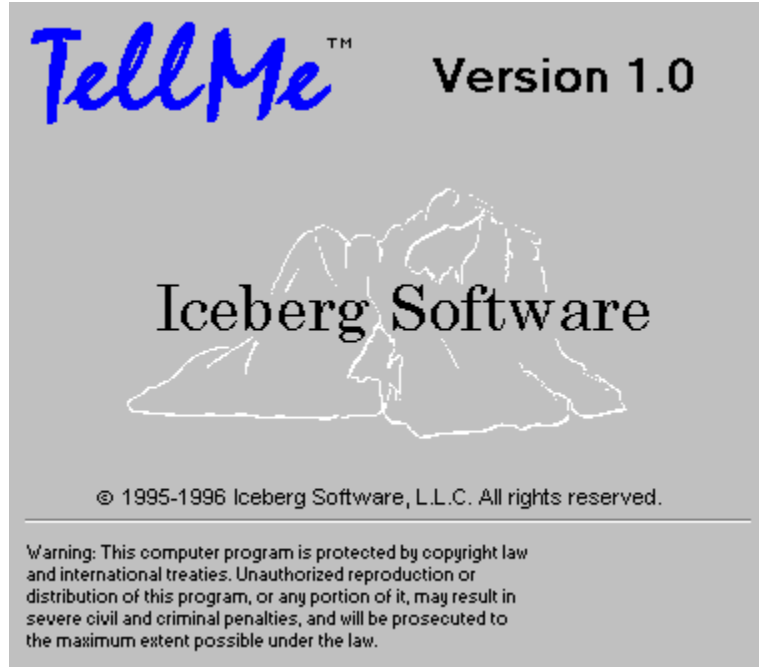 TellMe™ Version 1.0
Iceberg Software
© 1995-1996 Iceberg Software, L.L.C. All rights reserved.
Warning: This computer program is protected by copyright law
and international treaties. Unauthorized reproduction or
distribution of this program, or any portion of it, may result in
severe civil and criminal penalties, and will be prosecuted to
the maximum extent possible under the law.